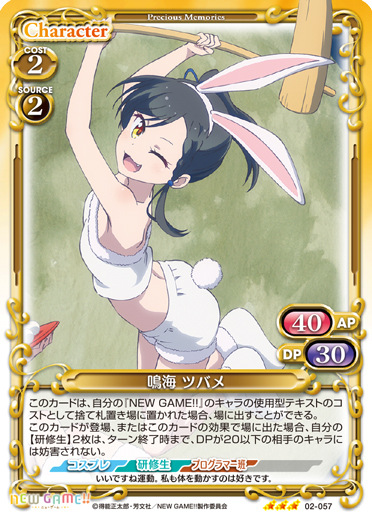 Precious Memories
Character
COST
2
SOURCE
2
40 AP
DP 30
鳴海 ツバメ
このカードは、自分の『NEW GAME!!』のキャラの使用型テキストのコ
ストとして捨て札置き場に置かれた場合、場に出すことができる。
このカードが登場、またはこのカードの効果で場に出た場合、自分の
【研修生】2枚は、ターン終了時まで、DPが20以下の相手のキャラに
は妨害されない。
コスプレ 研修生 プログラマー班
いいですね運動。私も体を動かすのは好きです。
NEW GAME!!
©得能正太郎・芳文社/NEW GAME!!製作委員会
★★★ 02-057